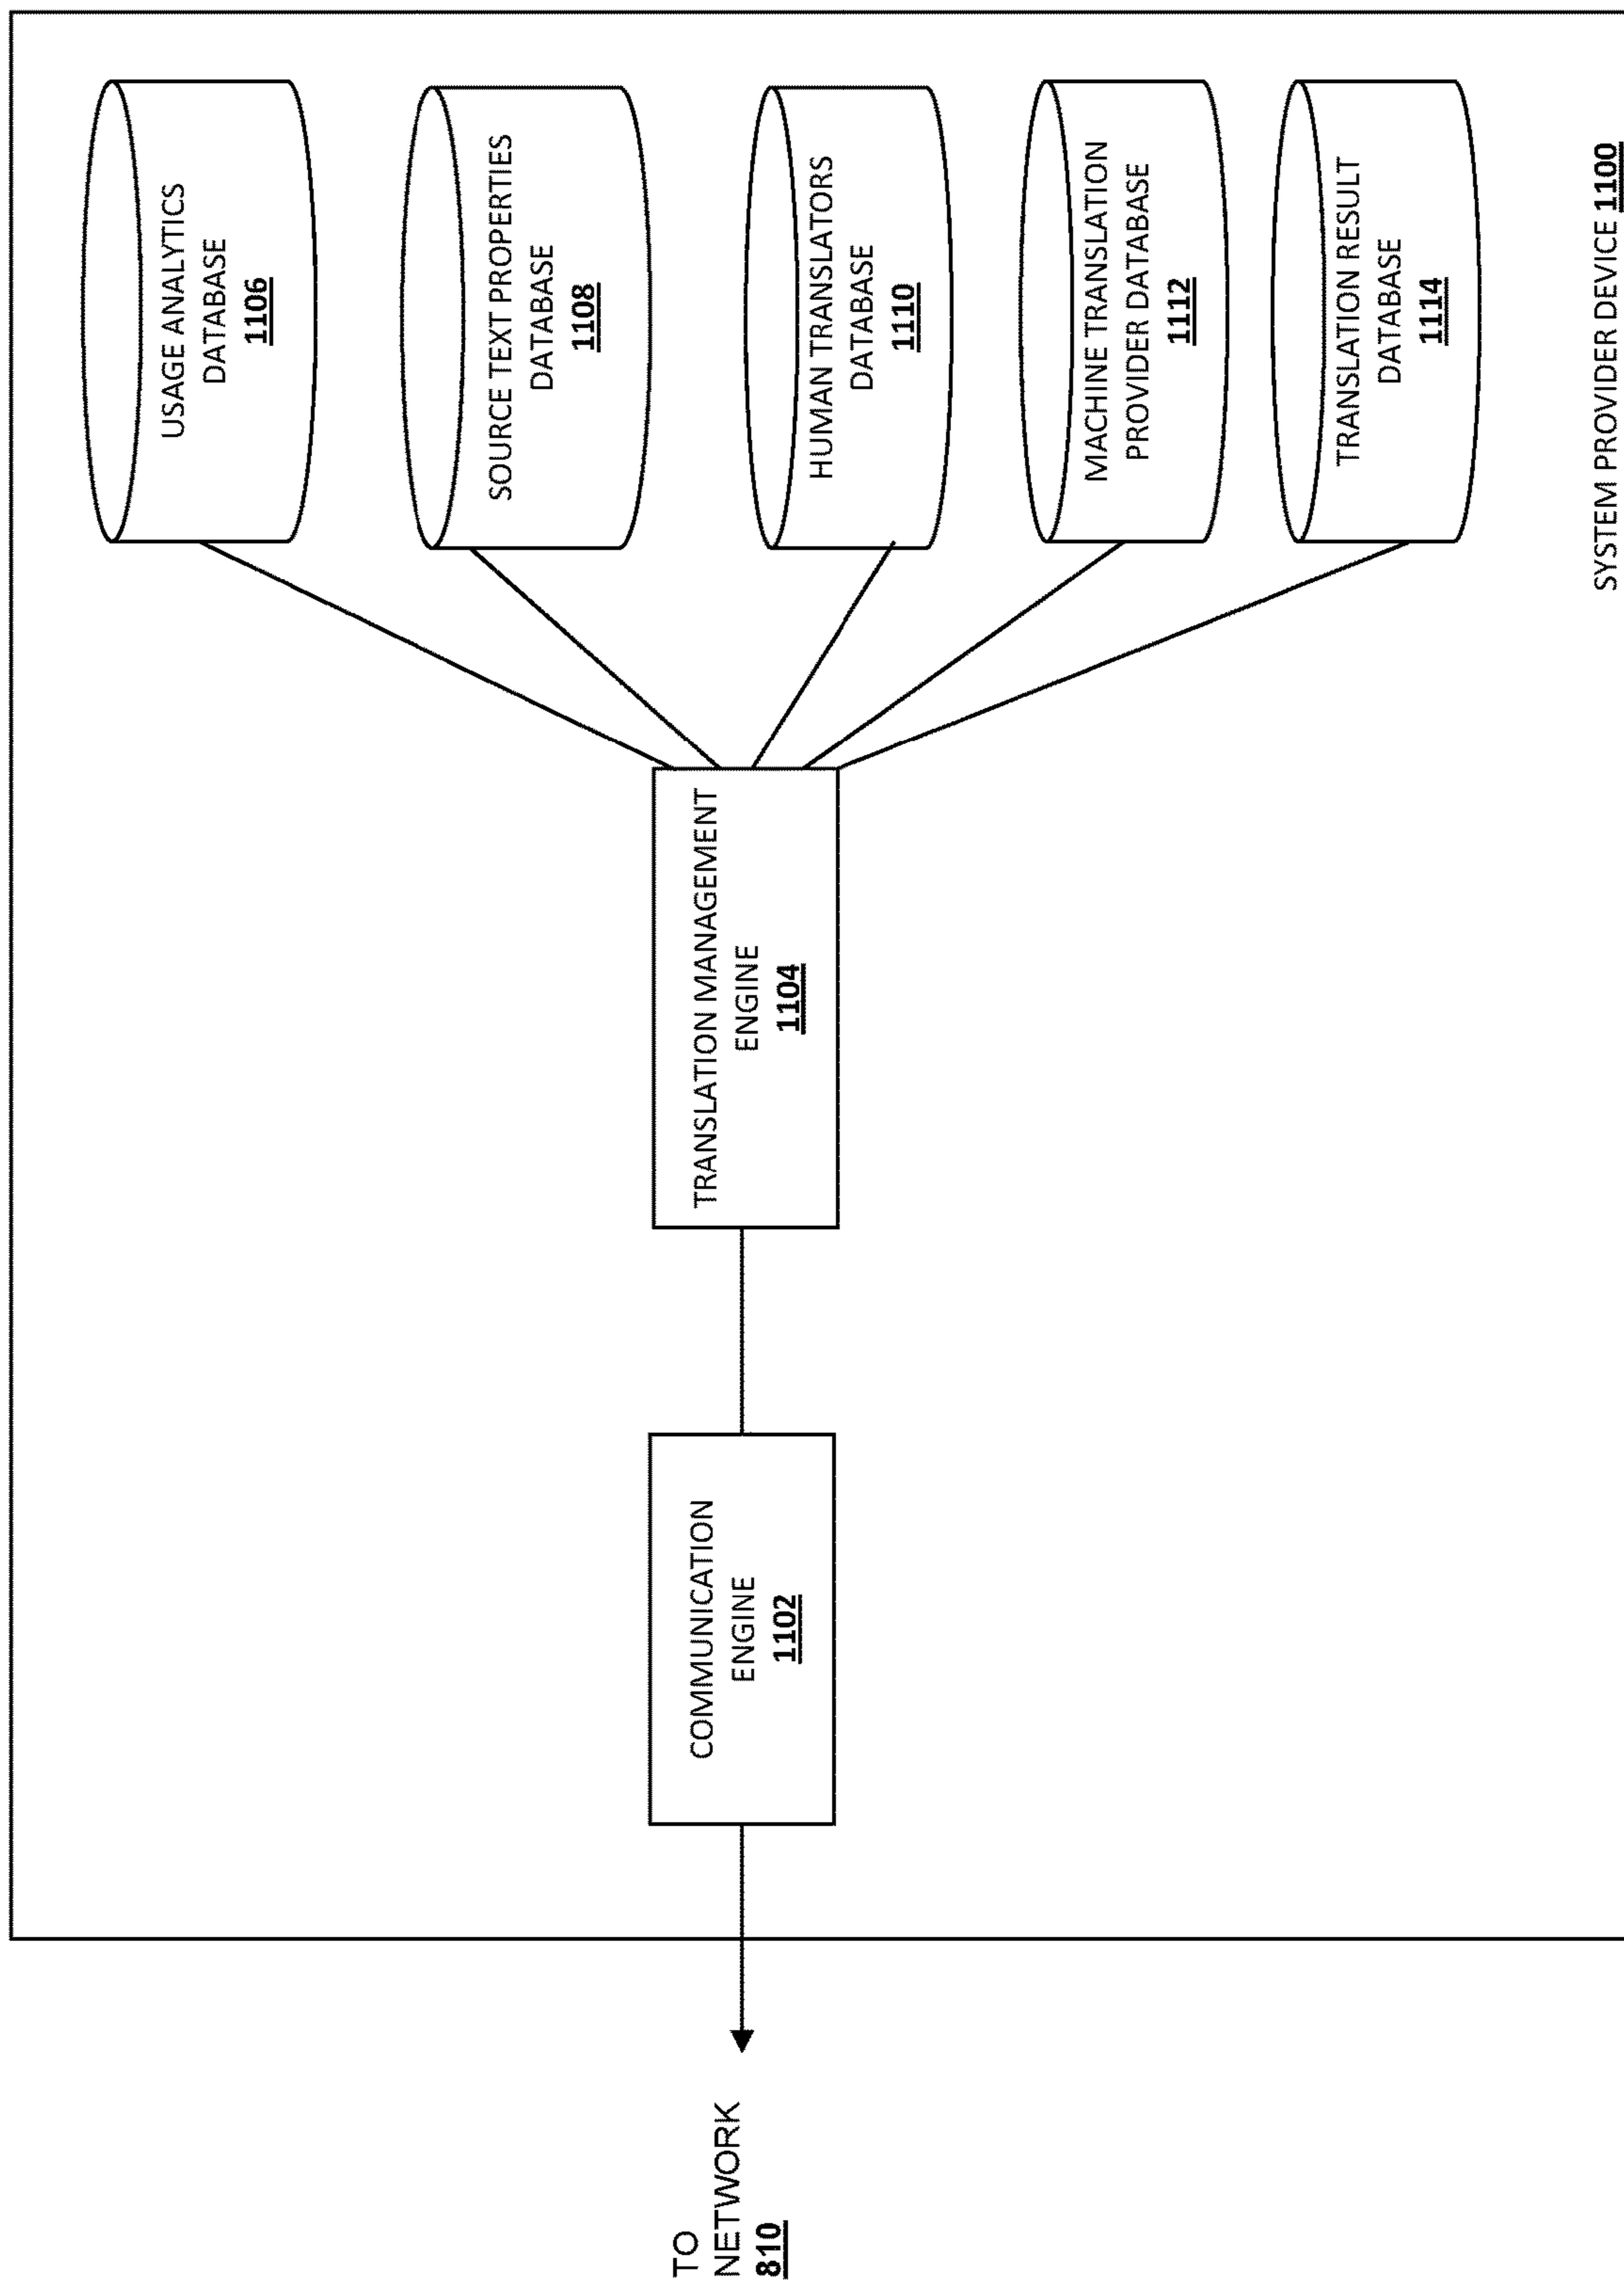 TO
NETWORK
810
COMMUNICATION
ENGINE
1102
TRANSLATION MANAGEMENT
ENGINE
1104
USAGE ANALYTICS
DATABASE
1106
SOURCE TEXT PROPERTIES
DATABASE
1108
HUMAN TRANSLATORS
DATABASE
1110
MACHINE TRANSLATION
PROVIDER DATABASE
1112
TRANSLATION RESULT
DATABASE
1114
SYSTEM PROVIDER DEVICE 1100